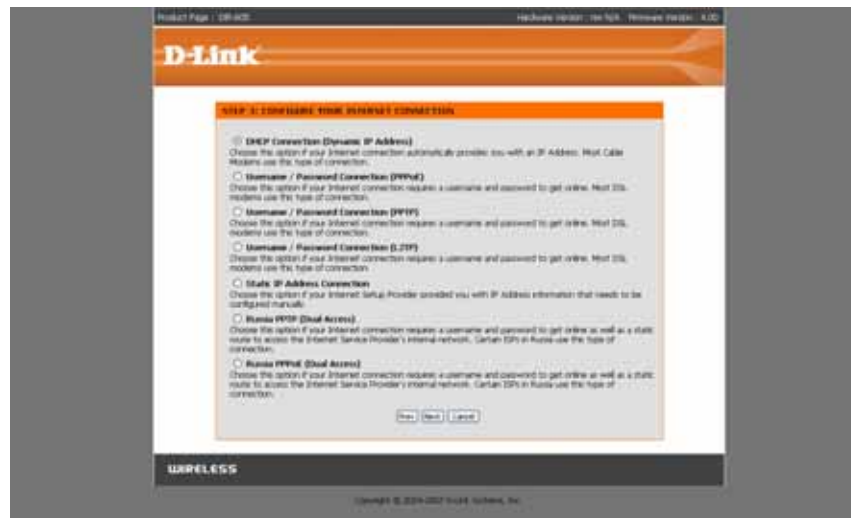 Product Page : DIR-605 Hardware Version : rev N/A Firmware Version : 4.00
D-Link
STEP 3: CONFIGURE YOUR INTERNET CONNECTION
DHCP Connection (Dynamic IP Address)
Choose this option if your Internet connection automatically provides you with an IP Address. Most Cable
Modems use this type of connection.
Username / Password Connection (PPPoE)
Choose this option if your Internet connection requires a username and password to get online. Most DSL
modems use this type of connection.
Username / Password Connection (PPTP)
Choose this option if your Internet connection requires a username and password to get online. Most DSL
modems use this type of connection.
Username / Password Connection (L2TP)
Choose this option if your Internet connection requires a username and password to get online. Most DSL
modems use this type of connection.
Static IP Address Connection
Choose this option if your Internet Setup Provider provided you with IP Address information that needs to be
configured manually.
Russia PPTP (Dual Access)
Choose this option if your Internet connection requires a username and password to get online as well as a static
route to access the Internet Service Provider's internal network. Certain ISPs in Russia use this type of
connection.
Russia PPPoE (Dual Access)
Choose this option if your Internet connection requires a username and password to get online as well as a static
route to access the Internet Service Provider's internal network. Certain ISPs in Russia use this type of
connection.
Prev Next Cancel
WIRELESS
Copyright © 2004-2007 D-Link Systems, Inc.